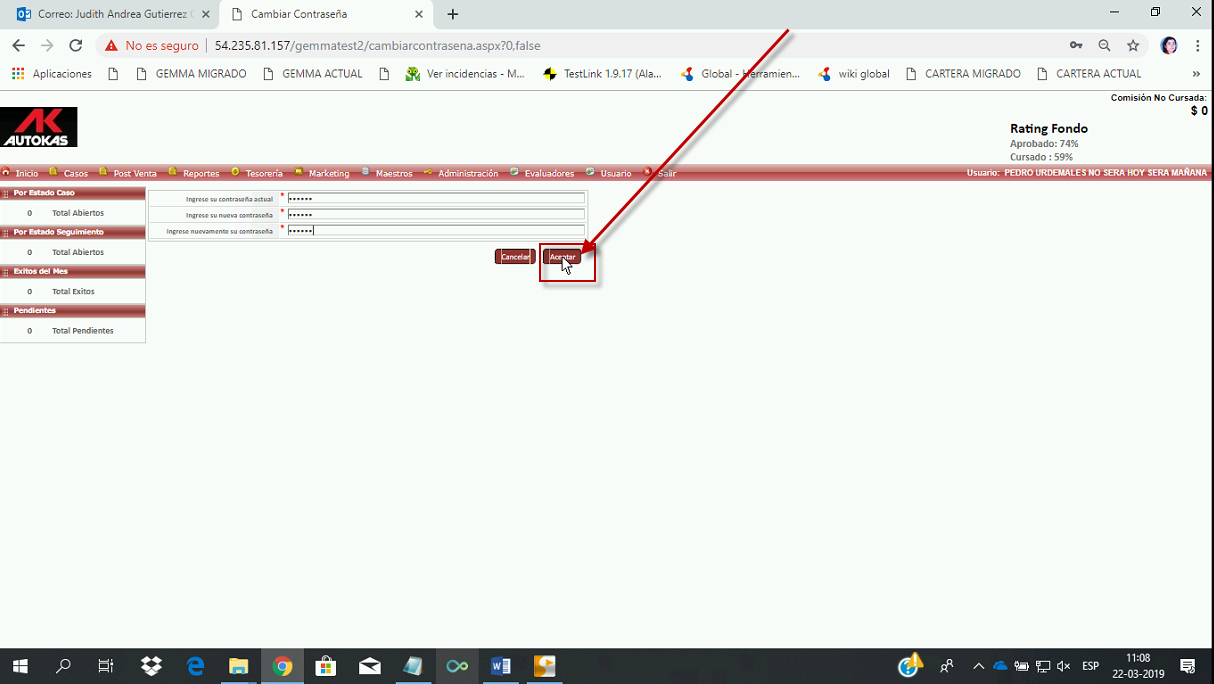 Correo: Judith Andrea Gutierrez
Cambiar Contraseña
No es seguro
54.235.81.157/gemmatest2/cambiarcontrasena.aspx?0,false
Aplicaciones
GEMMA MIGRADO
GEMMA ACTUAL
Ver incidencias - M...
TestLink 1.9.17 (Ala...
Global - Herramien...
wiki global
CARTERA MIGRADO
CARTERA ACTUAL
»
Comisión No Cursada:
$ 0
AK
AUTOKAS
Rating Fondo
Aprobado: 74%
Cursado : 59%
Inicio
Casos
Post Venta
Reportes
Tesorería
Marketing
Maestros
Administración
Evaluadores
Usuario
Salir
Usuario: PEDRO URDEMALES NO SERA HOY SERA MAÑANA
Por Estado Caso
0 Total Abiertos
Por Estado Seguimiento
0 Total Abiertos
Exitos del Mes
0 Total Exitos
Pendientes
0 Total Pendientes
Ingrese su contraseña actual * ••••••
Ingrese su nueva contraseña * ••••••
Ingrese nuevamente su contraseña * ••••••
Cancelar
Aceptar
ESP
11:08
22-03-2019